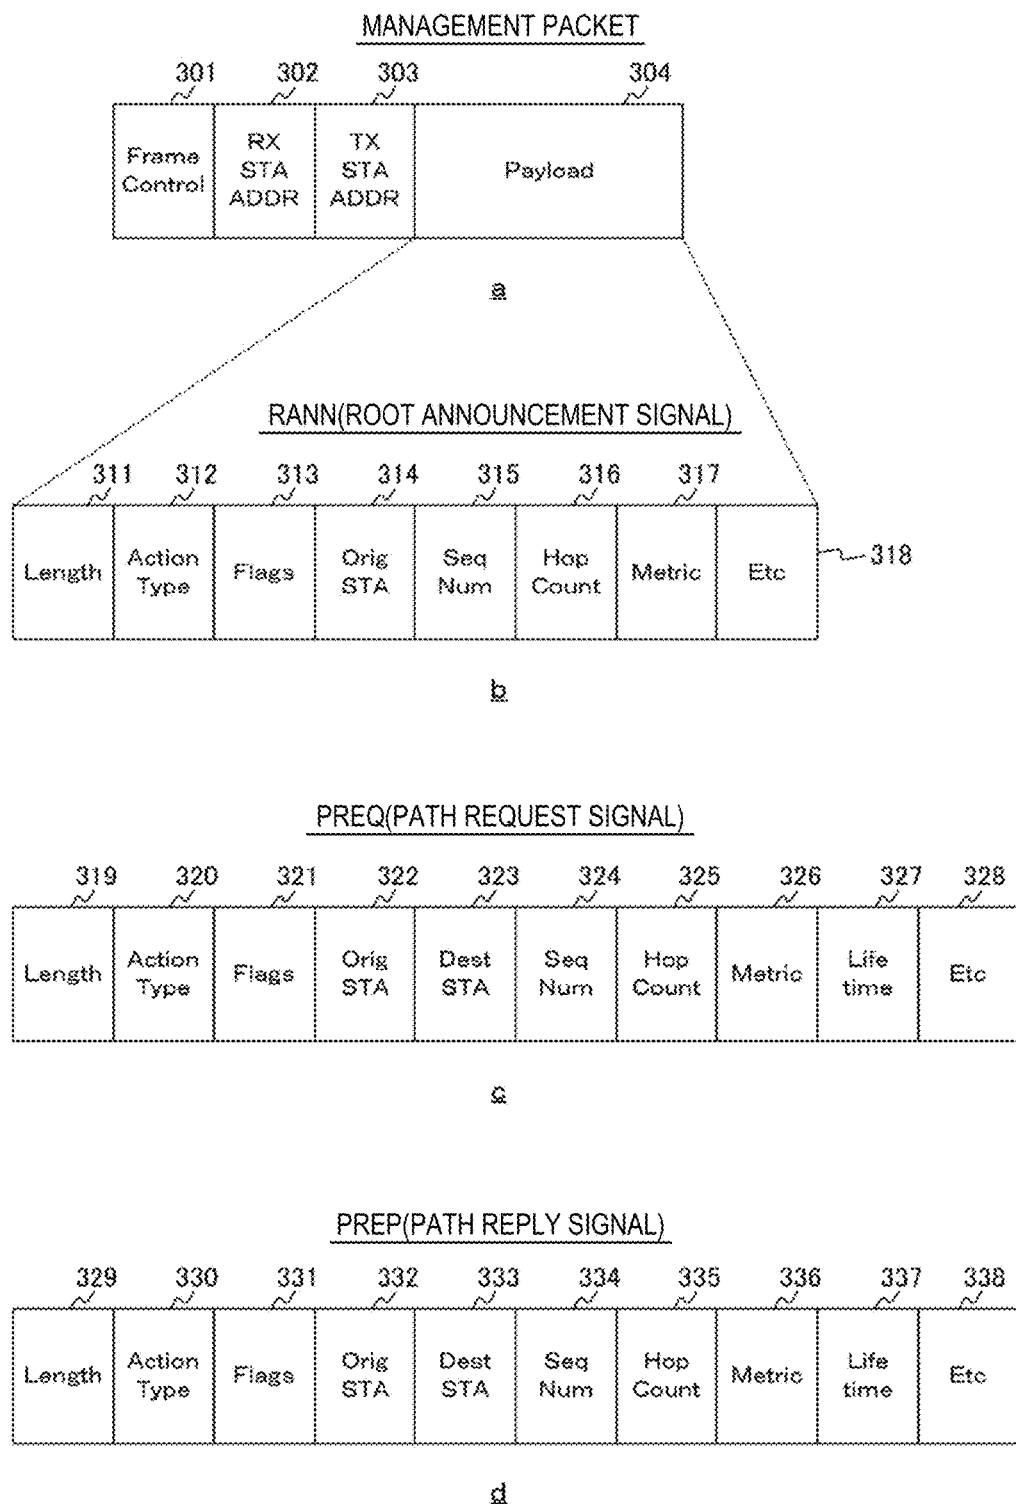 MANAGEMENT PACKET
301 302 303 304
Frame Control
RX STA ADDR
TX STA ADDR
Payload
a
RANN(ROOT ANNOUNCEMENT SIGNAL)
311 312 313 314 315 316 317
Length
Action Type
Flags
Orig STA
Seq Num
Hop Count
Metric
Etc
318
b
PREQ(PATH REQUEST SIGNAL)
319 320 321 322 323 324 325 326 327 328
Length
Action Type
Flags
Orig STA
Dest STA
Seq Num
Hop Count
Metric
Life time
Etc
c
PREP(PATH REPLY SIGNAL)
329 330 331 332 333 334 335 336 337 338
Length
Action Type
Flags
Orig STA
Dest STA
Seq Num
Hop Count
Metric
Life time
Etc
d